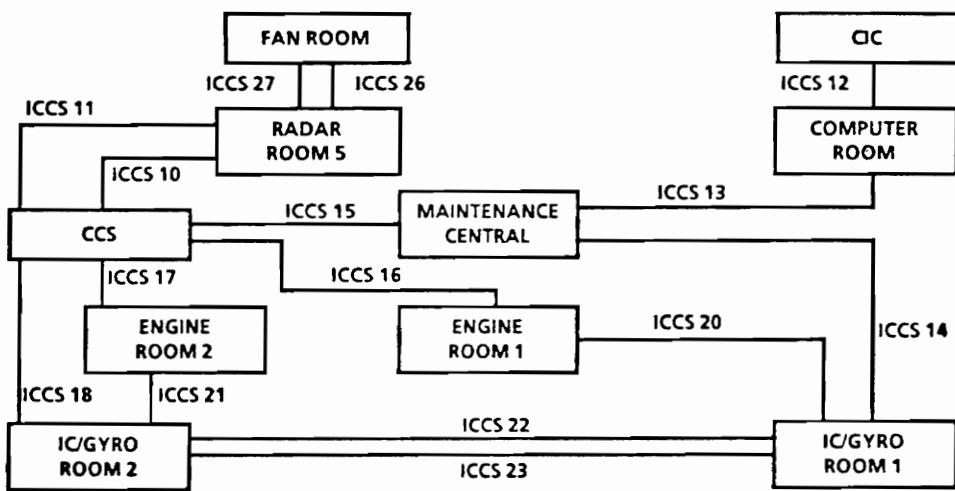 FAN ROOM
CIC
ICCS 27
ICCS 26
ICCS 12
ICCS 11
RADAR
ROOM 5
COMPUTER
ROOM
ICCS 10
ICCS 13
ICCS 15
MAINTENANCE
CENTRAL
CCS
ICCS 17
ICCS 16
ENGINE
ROOM 2
ENGINE
ROOM 1
ICCS 20
ICCS 14
ICCS 18
ICCS 21
ICCS 22
IC/GYRO
ROOM 2
IC/GYRO
ROOM 1
ICCS 23